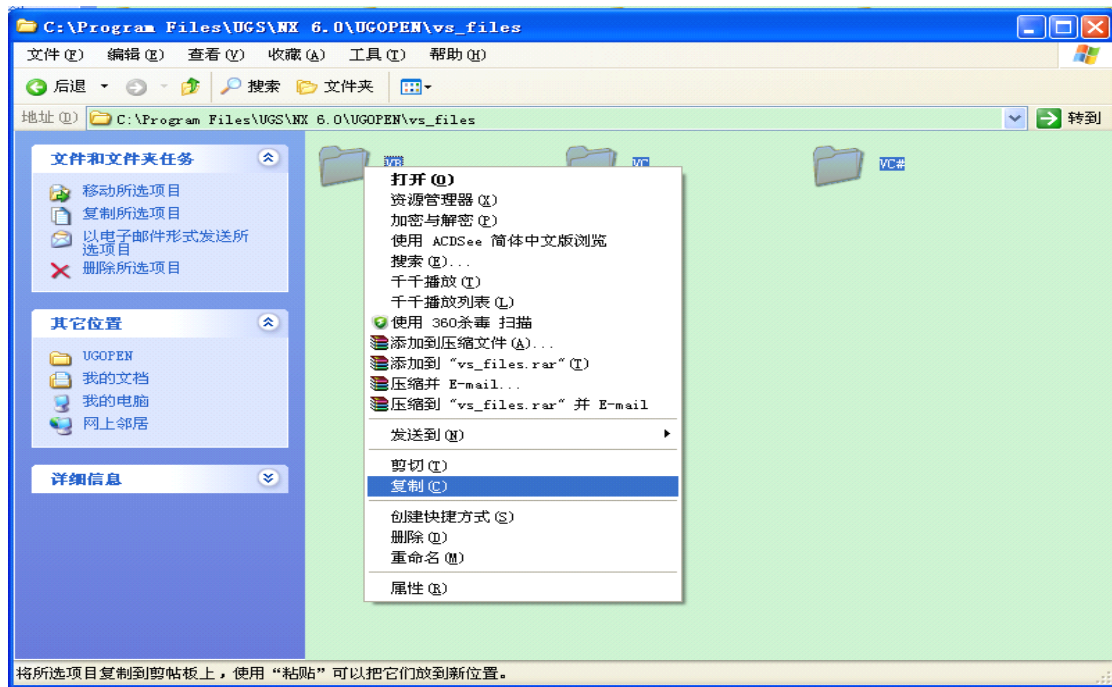 C:\Program Files\UGS\NX 6.0\UGOPEN\vs_files
文件(F) 编辑(E) 查看(V) 收藏(A) 工具(T) 帮助(H)
后退 搜索 文件夹
地址(D) C:\Program Files\UGS\NX 6.0\UGOPEN\vs_files 转到
文件和文件夹任务
移动所选项目
复制所选项目
以电子邮件形式发送所
选项目
删除所选项目
其它位置
UGOPEN
我的文档
我的电脑
网上邻居
详细信息
VB VC VC#
打开(O)
资源管理器(X)
加密与解密(P)
使用 ACDSee 简体中文版浏览
搜索(E)...
千千播放(T)
千千播放列表(L)
使用 360杀毒 扫描
添加到压缩文件(A)...
添加到 “vs_files.rar”(T)
压缩并 E-mail...
压缩到 “vs_files.rar” 并 E-mail
发送到(N)
剪切(T)
复制(C)
创建快捷方式(S)
删除(D)
重命名(M)
属性(R)
将所选项目复制到剪帖板上，使用“粘贴”可以把它们放到新位置。